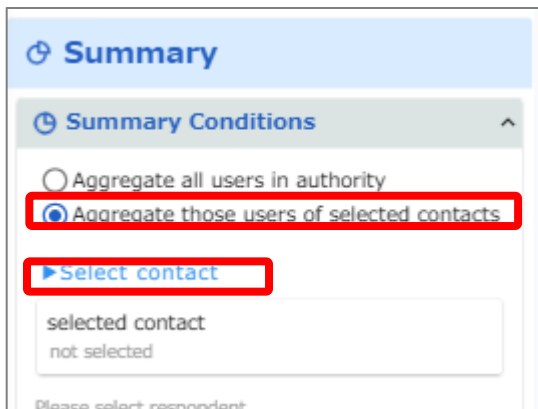 Summary
Summary Conditions
Aggregate all users in authority
Aggregate those users of selected contacts
▶Select contact
selected contact
not selected
Please select respondent